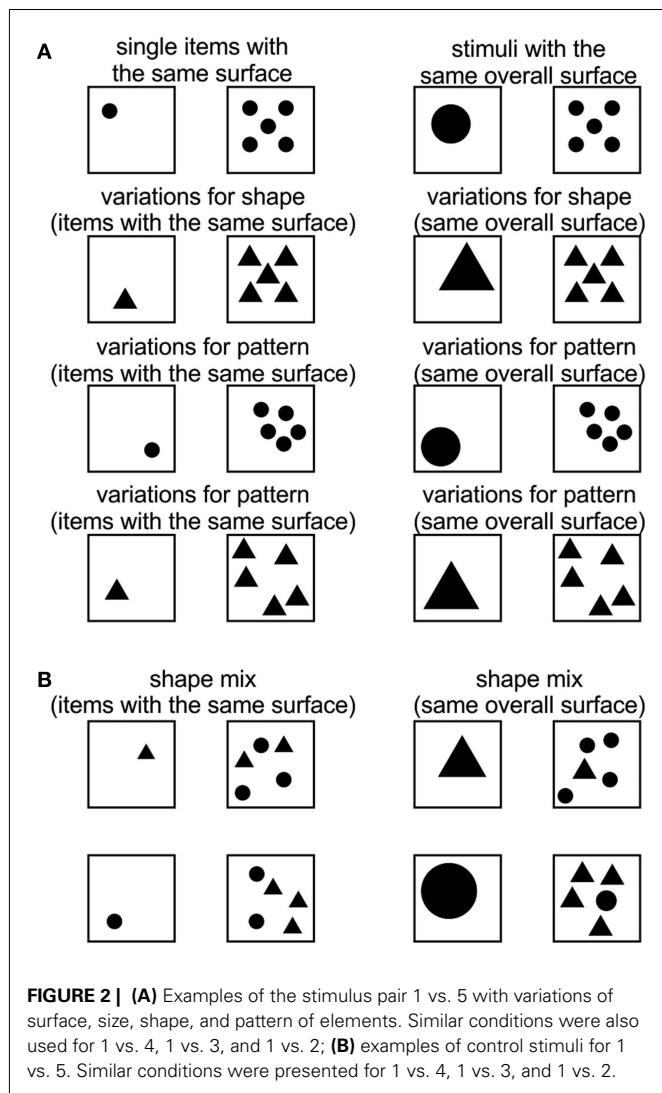 A
single items with
the same surface
stimuli with the
same overall surface
variations for shape
(items with the same surface)
variations for shape
(same overall surface)
variations for pattern
(items with the same surface)
variations for pattern
(same overall surface)
variations for pattern
(items with the same surface)
variations for pattern
(same overall surface)
B
shape mix
(items with the same surface)
shape mix
(same overall surface)
FIGURE 2 | (A) Examples of the stimulus pair 1 vs. 5 with variations of
surface, size, shape, and pattern of elements. Similar conditions were also
used for 1 vs. 4, 1 vs. 3, and 1 vs. 2; (B) examples of control stimuli for 1
vs. 5. Similar conditions were presented for 1 vs. 4, 1 vs. 3, and 1 vs. 2.